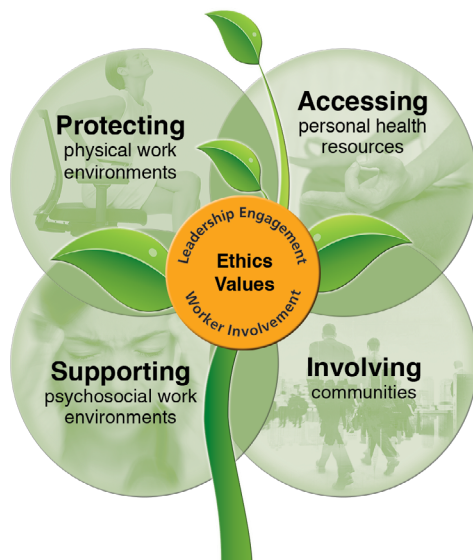 Protecting
physical work
environments
Accessing
personal health
resources
Leadership Engagement
Ethics
Values
Worker Involvement
Supporting
psychosocial work
environments
Involving
communities